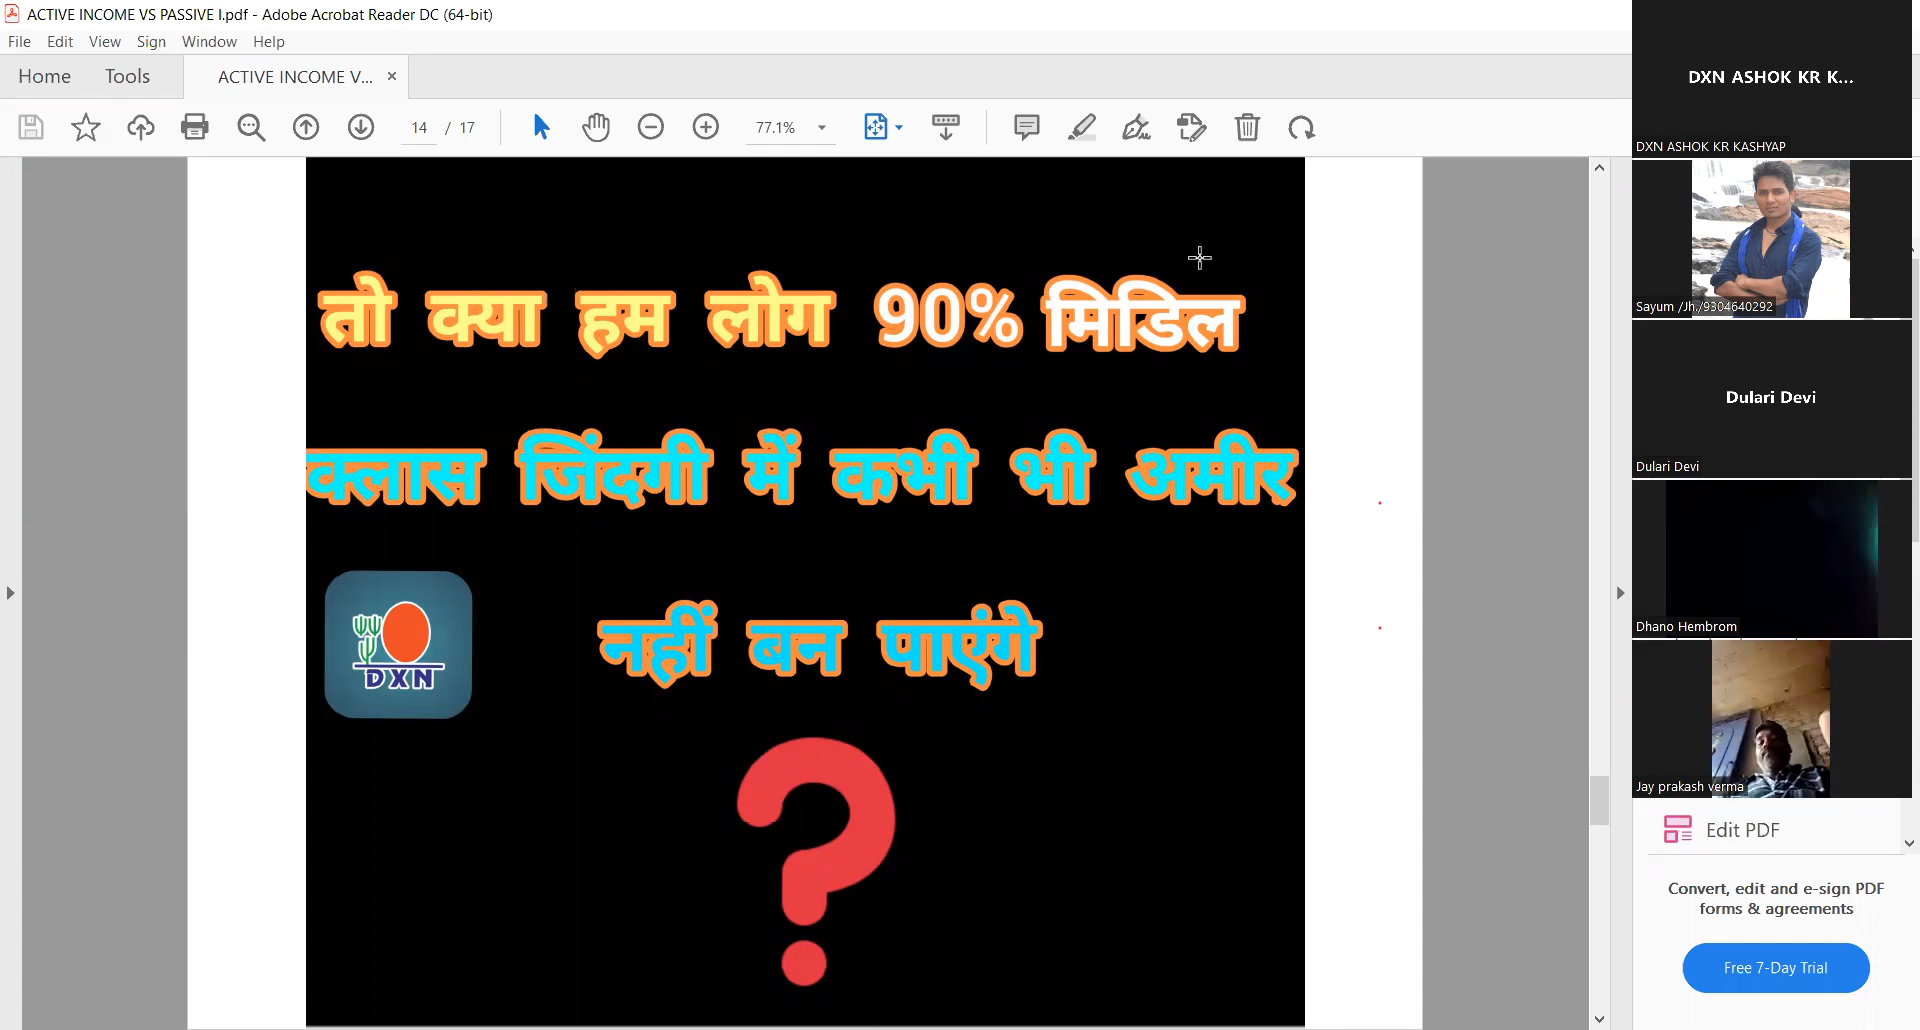 ACTIVE INCOME VS PASSIVE I.pdf - Adobe Acrobat Reader DC (64-bit)
File Edit View Sign Window Help
Home Tools ACTIVE INCOME V... ×
14 / 17 77.1%
तो क्या हम लोग 90% मिडिल
क्लास जिंदगी में कभी भी अमीर
नहीं बन पाएंगे
?
DXN
DXN ASHOK KR K...
DXN ASHOK KR KASHYAP
Sayum /Jh./9304640292
Dulari Devi
Dulari Devi
Dhano Hembrom
Jay prakash verma
Edit PDF
Convert, edit and e-sign PDF
forms & agreements
Free 7-Day Trial